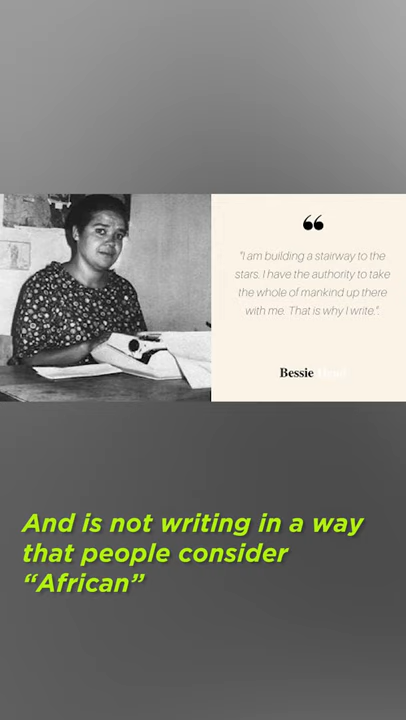 ❝
"I am building a stairway to the
stars. I have the authority to take
the whole of mankind up there
with me. That is why I write.".
Bessie Head
And is not writing in a way
that people consider
“African”